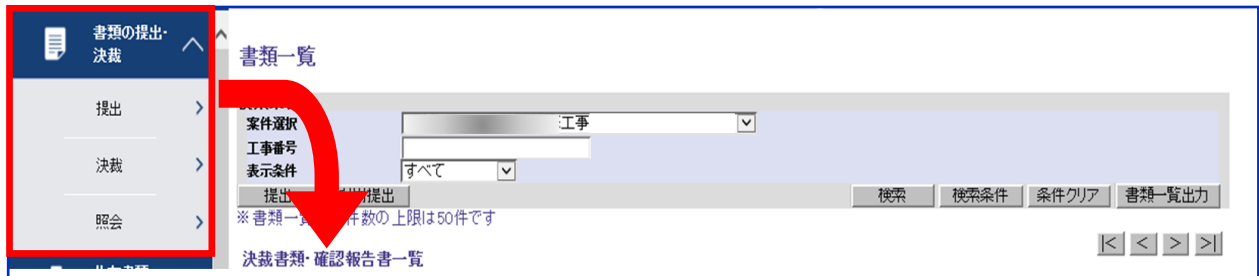 書類の提出・
決裁
提出
決裁
照会
書類一覧
案件選択 工事
工事番号
表示条件 すべて
提出 提出 検索 検索条件 条件クリア 書類一覧出力
※書類一 件数の上限は50件です
|< < > >|
決裁書類・確認報告書一覧